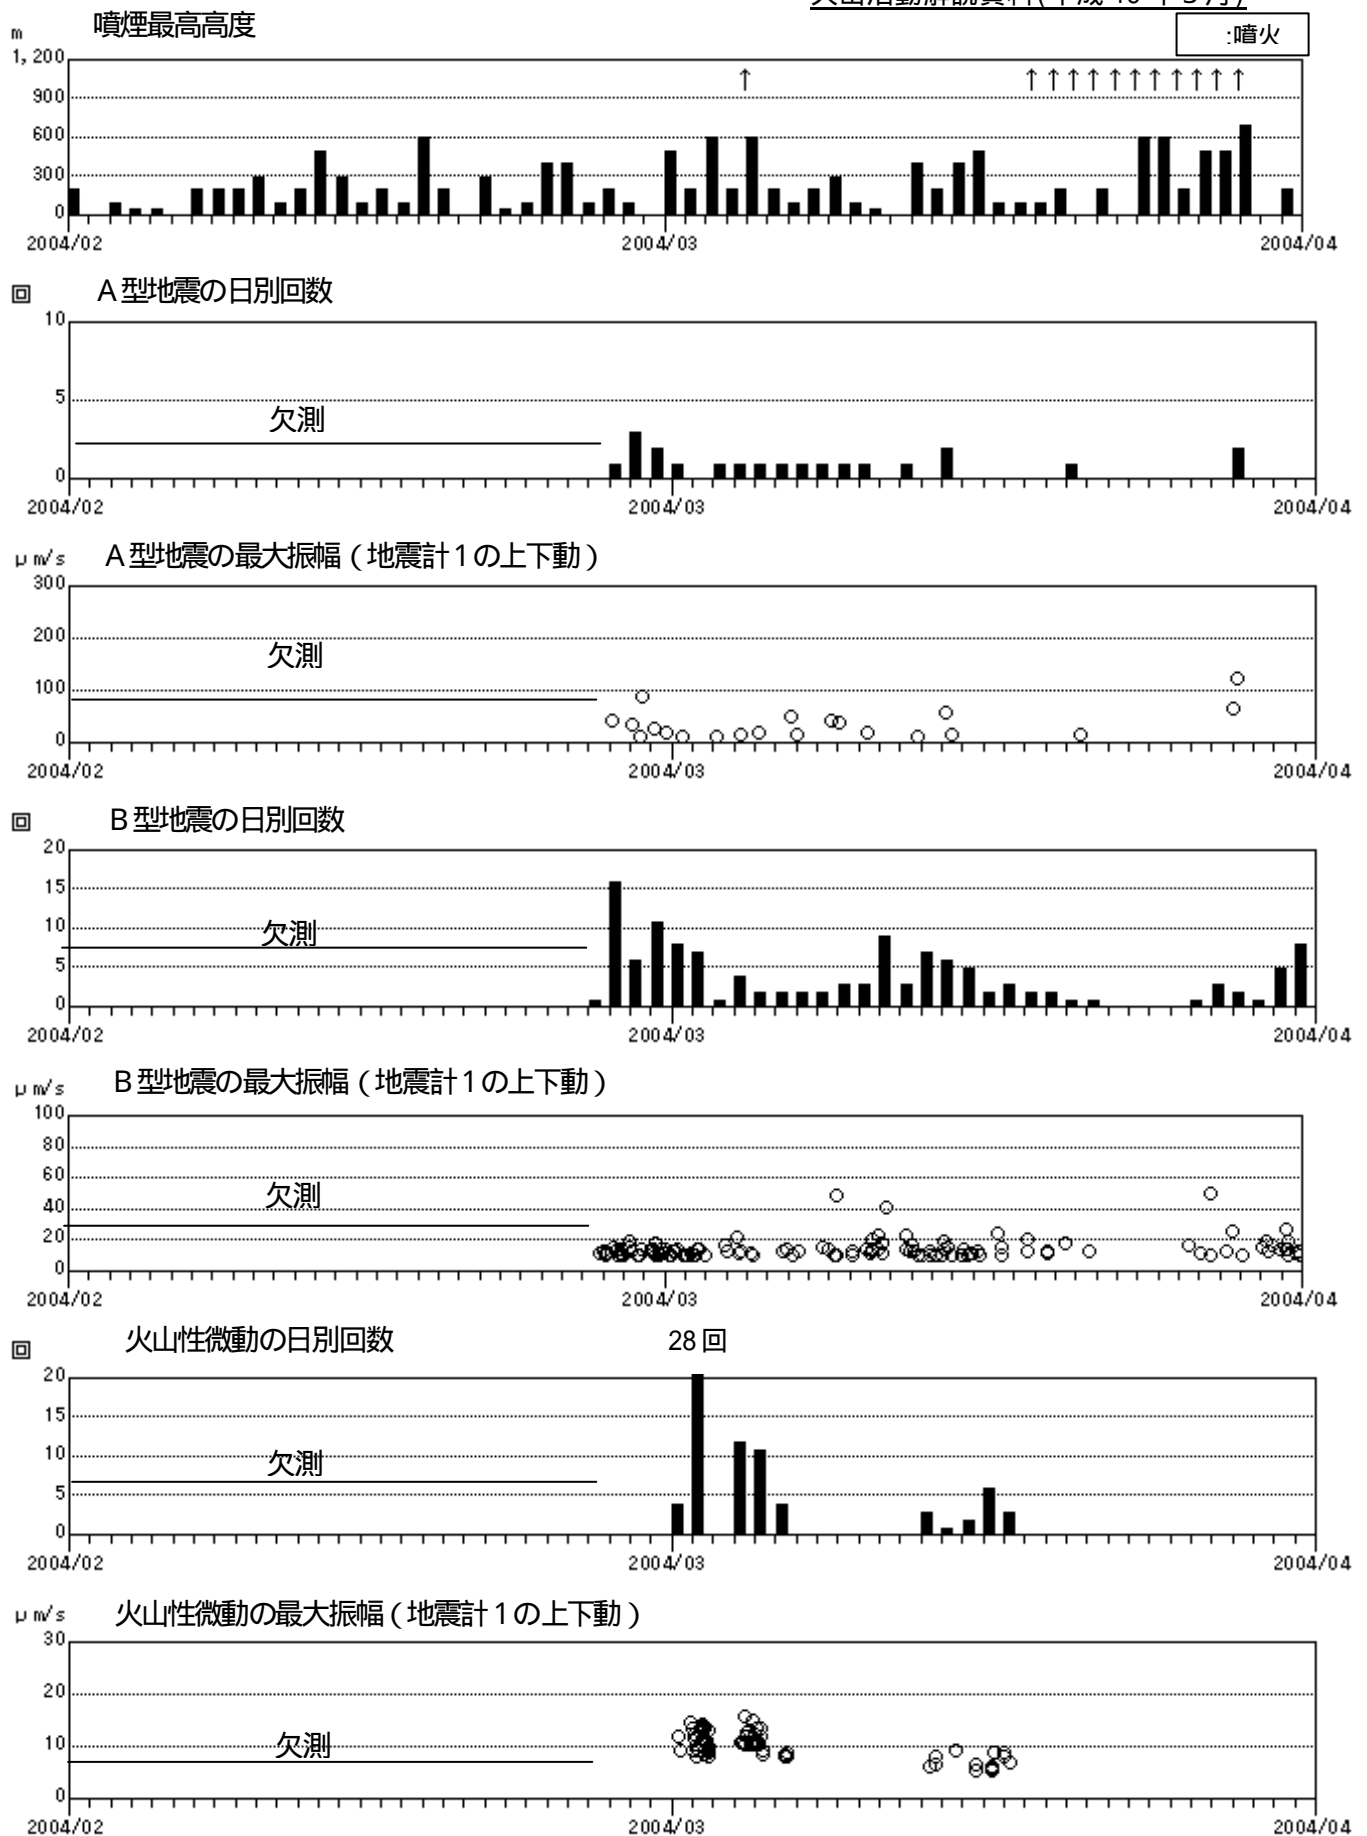 噴煙最高高度
:噴火
m
1,200
900
600
300
0
2004/02 2004/03 2004/04
回 A型地震の日別回数
10
5
欠測
0
2004/02 2004/03 2004/04
μm/s A型地震の最大振幅(地震計1の上下動)
300
200
欠測
100
0
2004/02 2004/03 2004/04
回 B型地震の日別回数
20
15
10
欠測
5
0
2004/02 2004/03 2004/04
μm/s B型地震の最大振幅(地震計1の上下動)
100
80
60
欠測
40
20
0
2004/02 2004/03 2004/04
回 火山性微動の日別回数 28回
20
15
10
欠測
5
0
2004/02 2004/03 2004/04
μm/s 火山性微動の最大振幅(地震計1の上下動)
30
20
10
欠測
0
2004/02 2004/03 2004/04